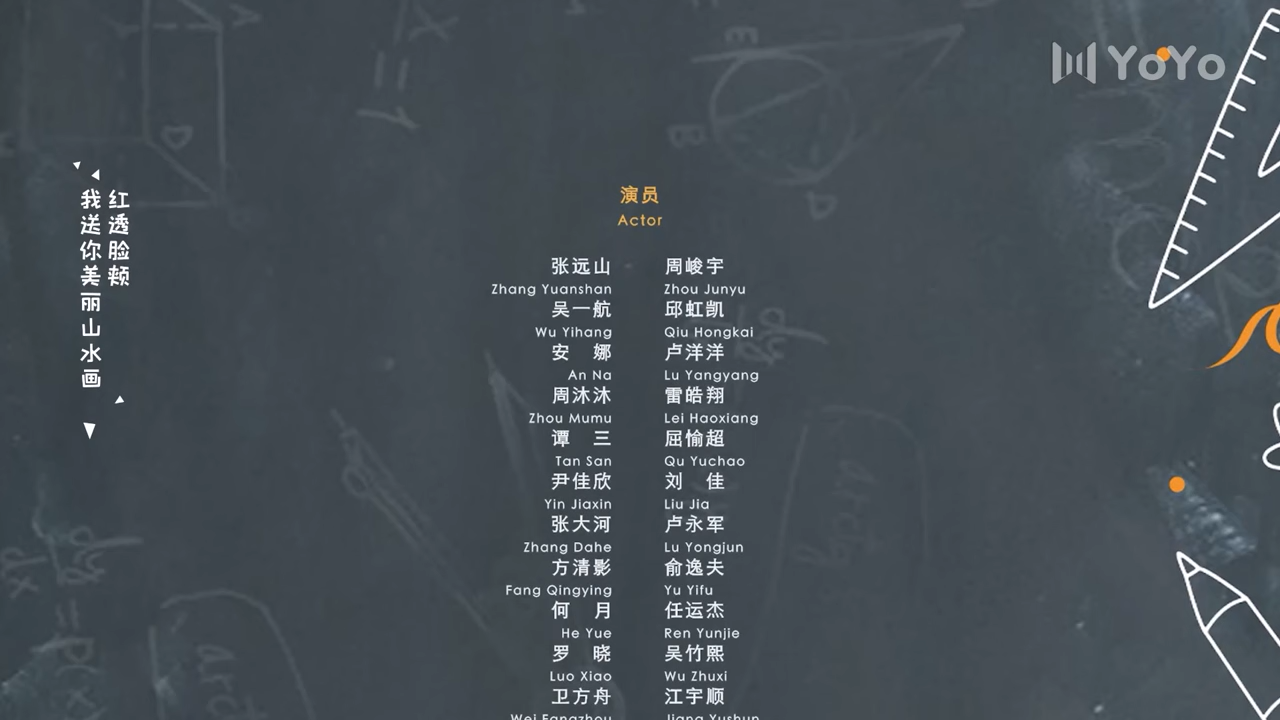 YoYo
红透脸颊
我送你美丽山水画
演员
Actor
张远山 周峻宇
Zhang Yuanshan Zhou Junyu
吴一航 邱虹凯
Wu Yihang Qiu Hongkai
安 娜 卢洋洋
An Na Lu Yangyang
周沐沐 雷皓翔
Zhou Mumu Lei Haoxiang
谭 三 屈愉超
Tan San Qu Yuchao
尹佳欣 刘 佳
Yin Jiaxin Liu Jia
张大河 卢永军
Zhang Dahe Lu Yongjun
方清影 俞逸夫
Fang Qingying Yu Yifu
何 月 任运杰
He Yue Ren Yunjie
罗 晓 吴竹熙
Luo Xiao Wu Zhuxi
卫方舟 江宇顺
Wei Fangzhou Jiang Yushun